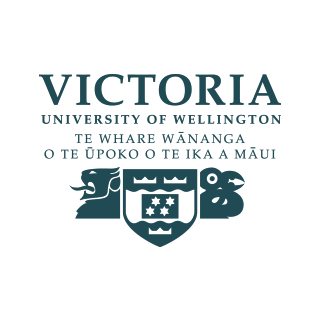 VICTORIA
UNIVERSITY OF WELLINGTON
TE WHARE WĀNANGA
O TE ŪPOKO O TE IKA A MĀUI